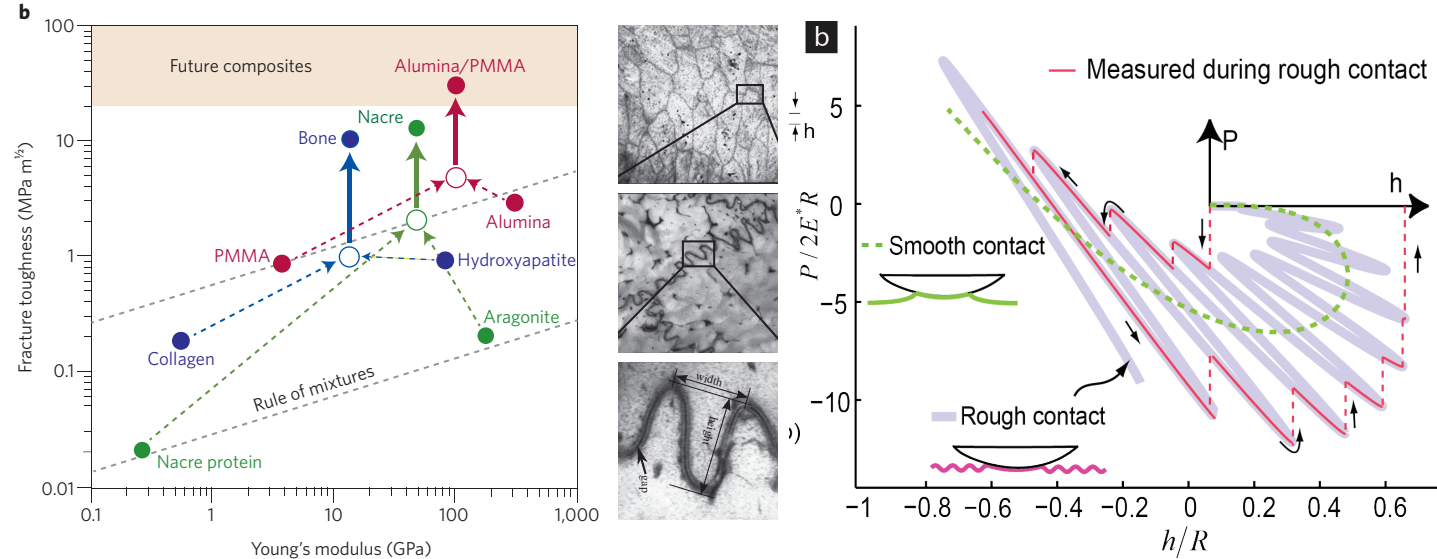 b
100
10
1
0.1
0.01
0.1
1
10
100
1,000
Fracture toughness (MPa m½)
Young's modulus (GPa)
Future composites
Alumina/PMMA
Nacre
Bone
Alumina
PMMA
Hydroxyapatite
Aragonite
Collagen
Rule of mixtures
Nacre protein
h
width
height
gap
b
Measured during rough contact
P
h
5
0
−5
−10
P/2E*R
Smooth contact
Rough contact
)
−1
−0.8
−0.6
−0.4
−0.2
0
0.2
0.4
0.6
h/R